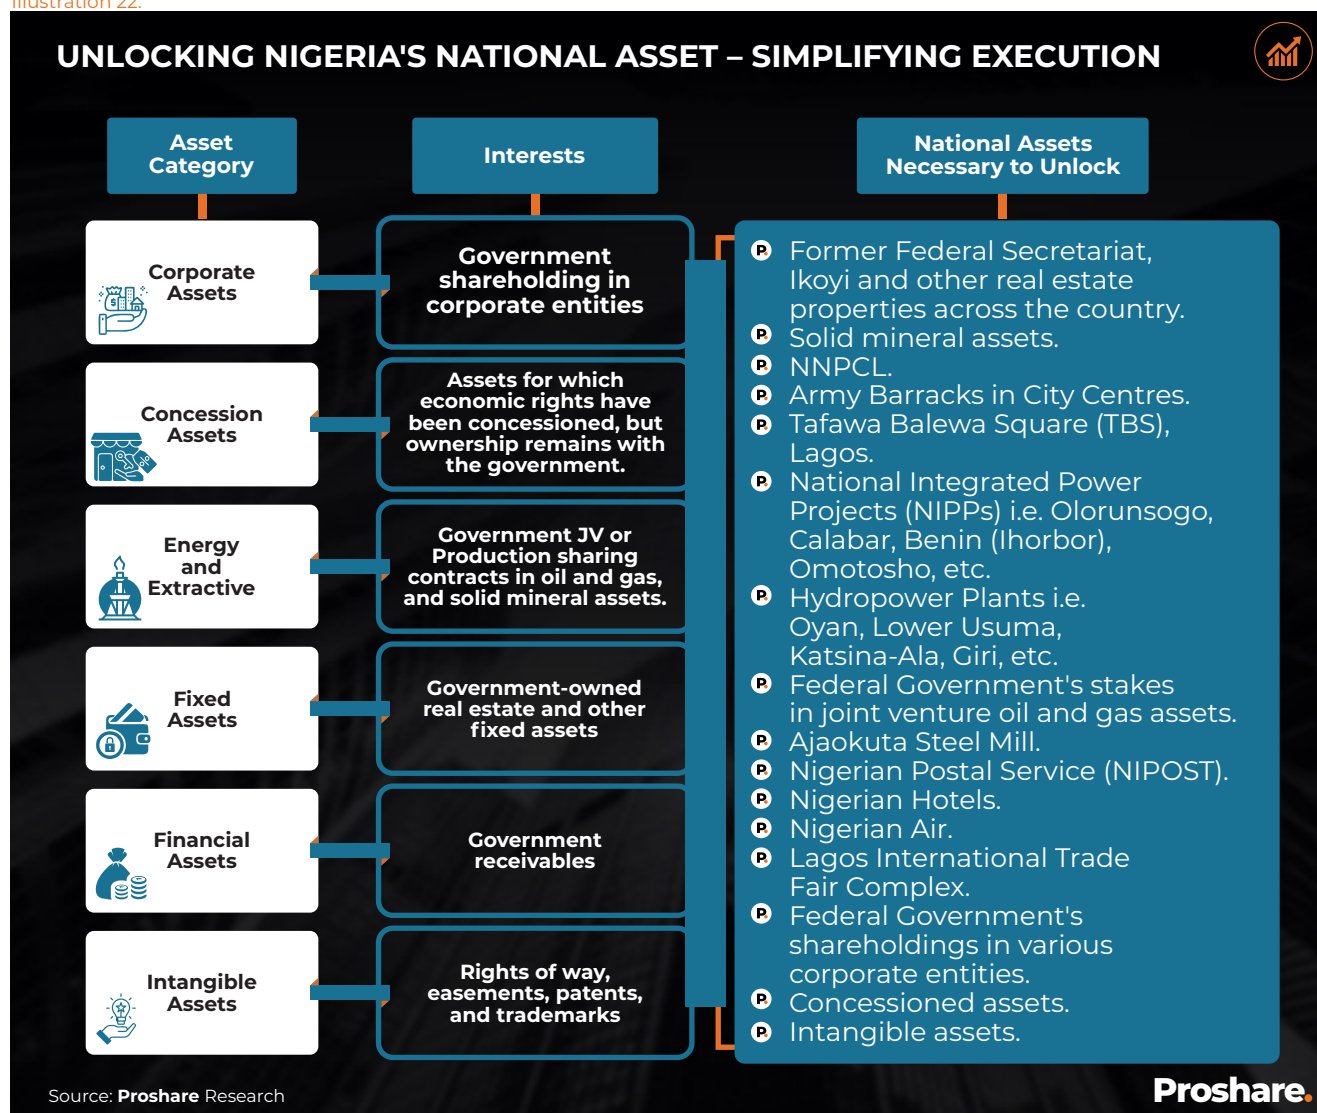 Illustration 22.
UNLOCKING NIGERIA'S NATIONAL ASSET – SIMPLIFYING EXECUTION
Asset
Category
Interests
National Assets
Necessary to Unlock
Corporate
Assets
Government
shareholding in
corporate entities
Concession
Assets
Assets for which
economic rights have
been concessioned, but
ownership remains with
the government.
Energy
and
Extractive
Government JV or
Production sharing
contracts in oil and gas,
and solid mineral assets.
Fixed
Assets
Government-owned
real estate and other
fixed assets
Financial
Assets
Government
receivables
Intangible
Assets
Rights of way,
easements, patents,
and trademarks
Former Federal Secretariat,
Ikoyi and other real estate
properties across the country.
Solid mineral assets.
NNPCL.
Army Barracks in City Centres.
Tafawa Balewa Square (TBS),
Lagos.
National Integrated Power
Projects (NIPPs) i.e. Olorunsogo,
Calabar, Benin (Ihorbor),
Omotosho, etc.
Hydropower Plants i.e.
Oyan, Lower Usuma,
Katsina-Ala, Giri, etc.
Federal Government's stakes
in joint venture oil and gas assets.
Ajaokuta Steel Mill.
Nigerian Postal Service (NIPOST).
Nigerian Hotels.
Nigerian Air.
Lagos International Trade
Fair Complex.
Federal Government's
shareholdings in various
corporate entities.
Concessioned assets.
Intangible assets.
Source: Proshare Research
Proshare.